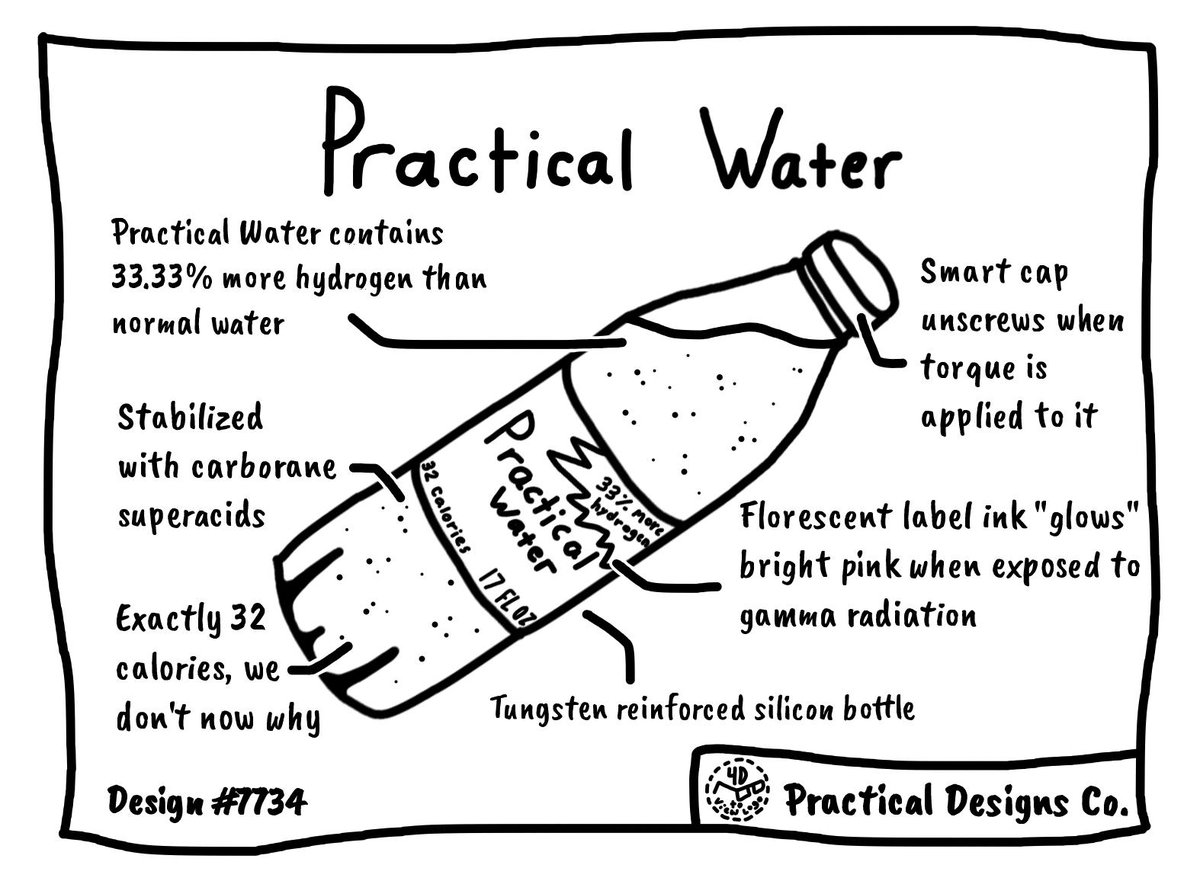 Practical Water
Practical Water contains
33.33% more hydrogen than
normal water
Smart cap
unscrews when
torque is
applied to it
Stabilized
with carborane
superacids
Practical
Water
33% more
hydrogen
32 Calories
17 FL OZ
Florescent label ink "glows"
bright pink when exposed to
gamma radiation
Exactly 32
calories, we
don't now why
Tungsten reinforced silicon bottle
Design #7734
4D
Practical Designs Co.